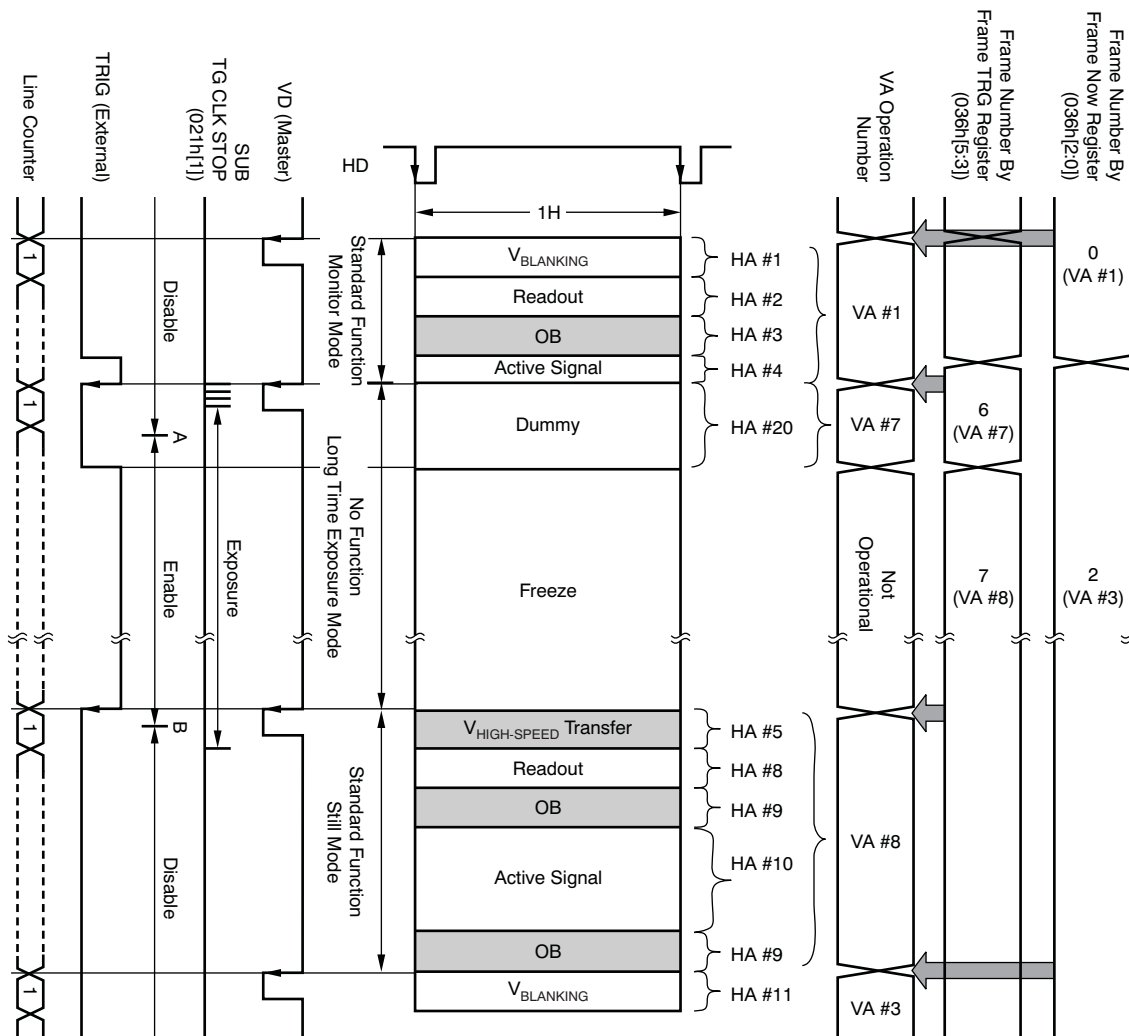 Frame Number By
Frame Now Register
(036h[2:0])
0
(VA #1)
2
(VA #3)
Frame Number By
Frame TRG Register
(036h[5:3])
6
(VA #7)
7
(VA #8)
VA Operation
Number
VA #1
VA #7
Not
Operational
VA #8
VA #3
HA #1
HA #2
HA #3
HA #4
HA #20
HA #5
HA #8
HA #9
HA #10
HA #9
HA #11
HD
1H
VBLANKING
Readout
OB
Active Signal
Dummy
Freeze
VHIGH-SPEED Transfer
Readout
OB
Active Signal
OB
VBLANKING
Standard Function
Monitor Mode
No Function
Long Time Exposure Mode
Standard Function
Still Mode
VD (Master)
SUB
TG CLK STOP
(021h[1])
Exposure
Disable
A
Enable
B
Disable
TRIG (External)
Line Counter
1
1
1
1